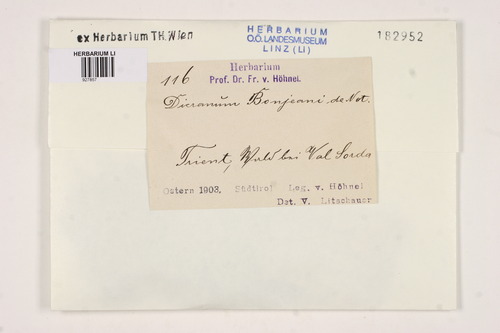 ex Herbarium TH. Wien
HERBARIUM
O.Ö. LANDESMUSEUM
LINZ (LI)
182952
HERBARIUM LI
Herbarium
Prof. Dr. Fr. v. Höhnel.
116
Dicranum Bonjeani, de Not.
Trient, Wald bei Val Sorda
Ostern 1903. Südtirol Leg. v. Höhnel
Det. V. Litschauer